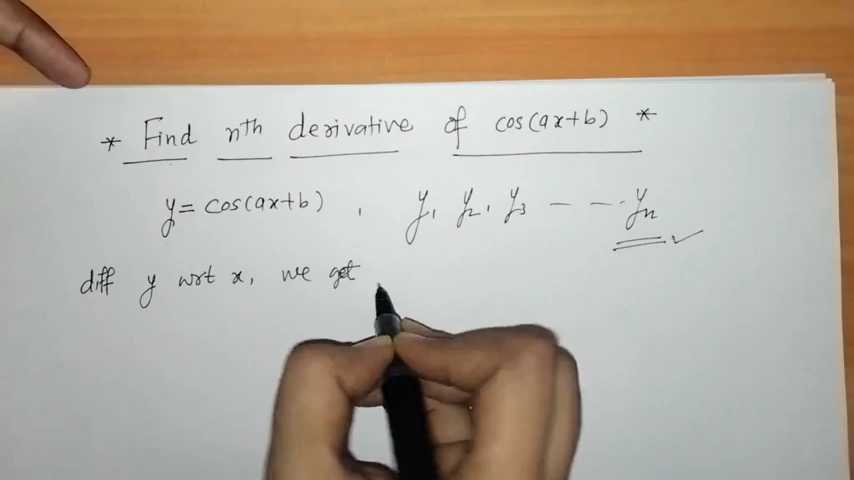 * Find nth derivative of cos(ax+b) *
y = cos(ax+b) , y1 y2, y3 — — .. yn ✓
diff y wrt x, we get